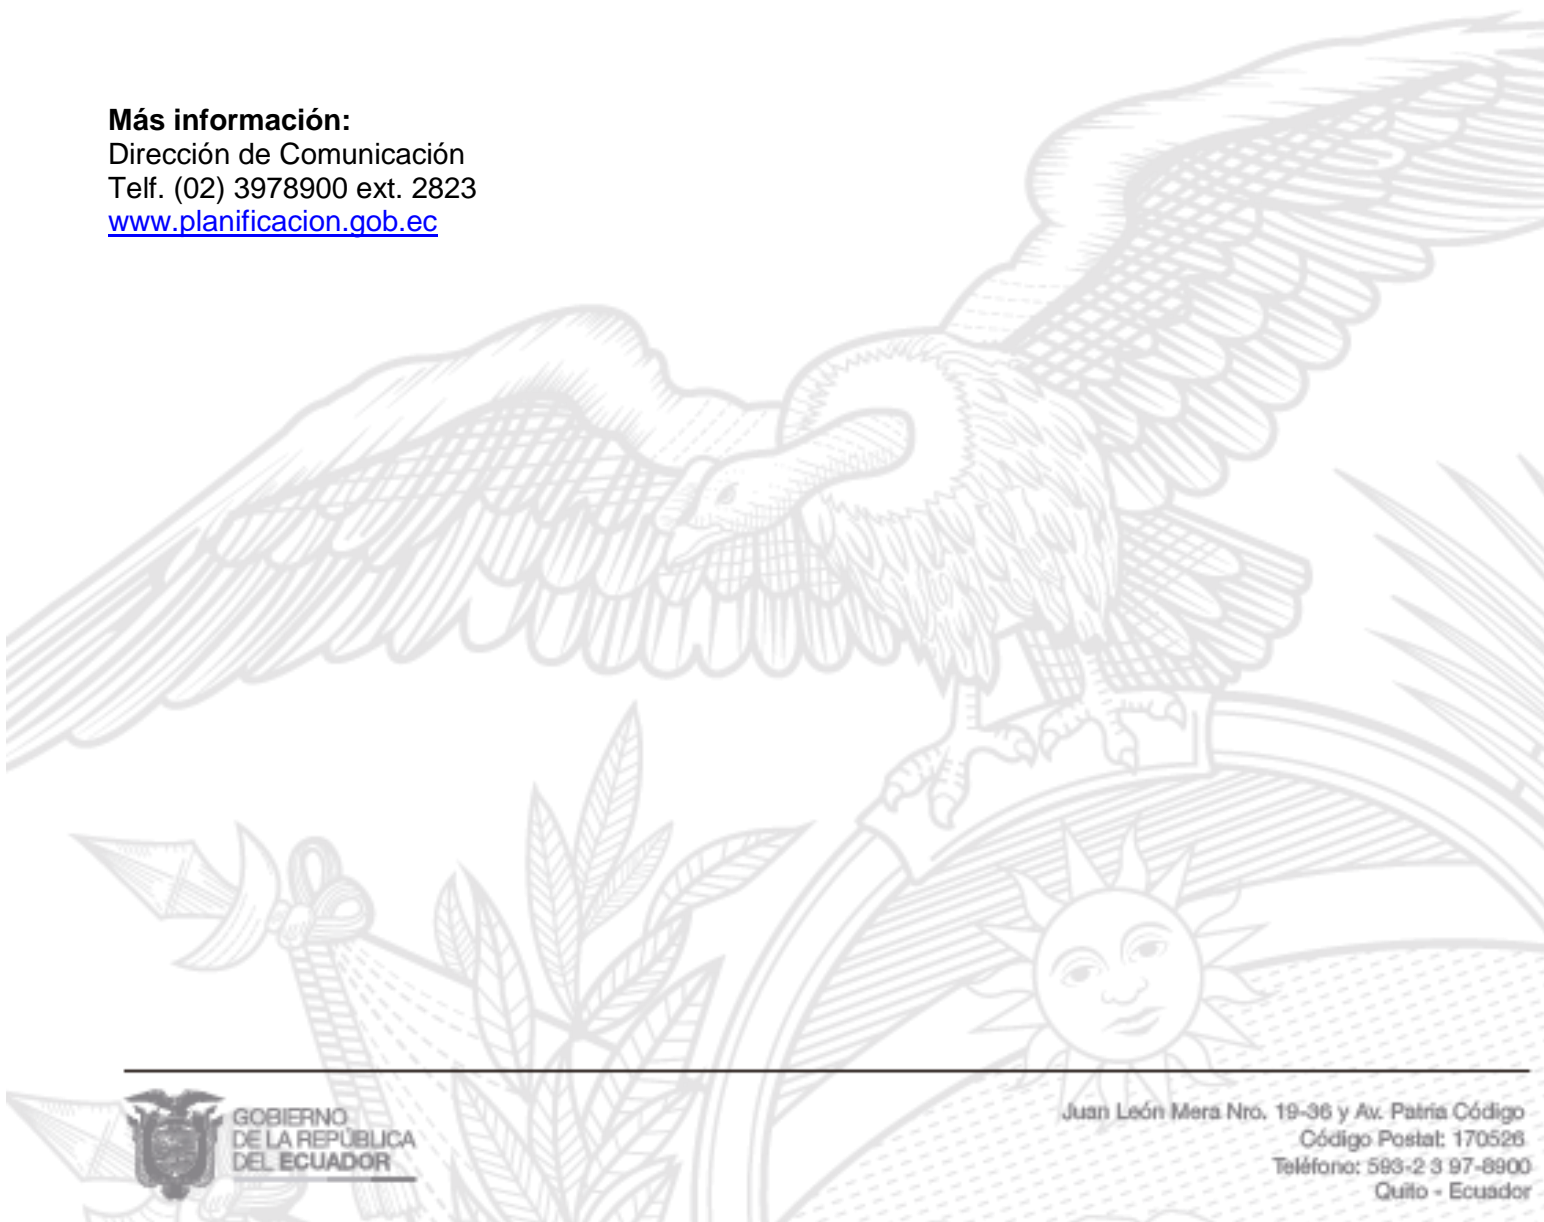 Más información:
Dirección de Comunicación
Telf. (02) 3978900 ext. 2823
www.planificacion.gob.ec
GOBIERNO
DE LA REPÚBLICA
DEL ECUADOR
Juan León Mera Nro. 19-36 y Av. Patria Código
Código Postal: 170526
Teléfono: 593-2 3 97-8900
Quito - Ecuador